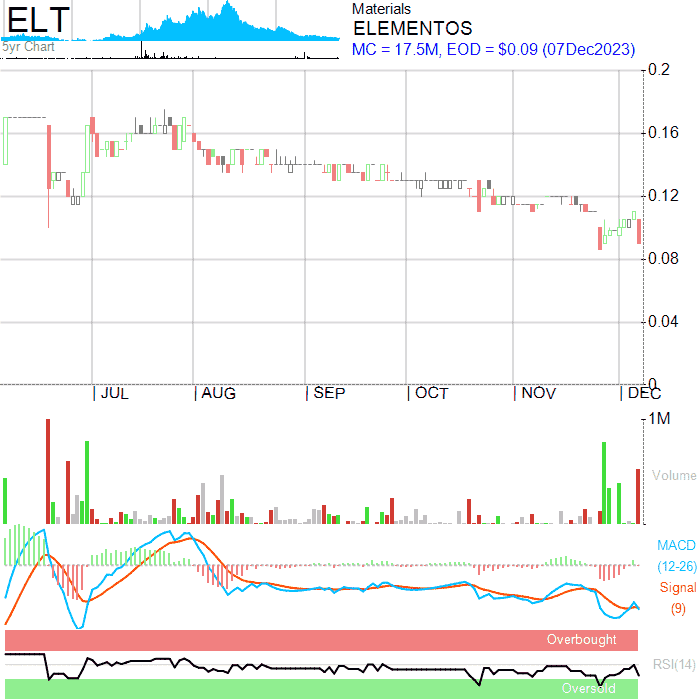 ELT
5yr Chart
Materials
ELEMENTOS
MC = 17.5M, EOD = $0.09 (07Dec2023)
0.2
0.16
0.12
0.08
0.04
0
JUL AUG SEP OCT NOV DEC
1M
Volume
MACD
(12-26)
Signal
(9)
Overbought
RSI(14)
Oversold